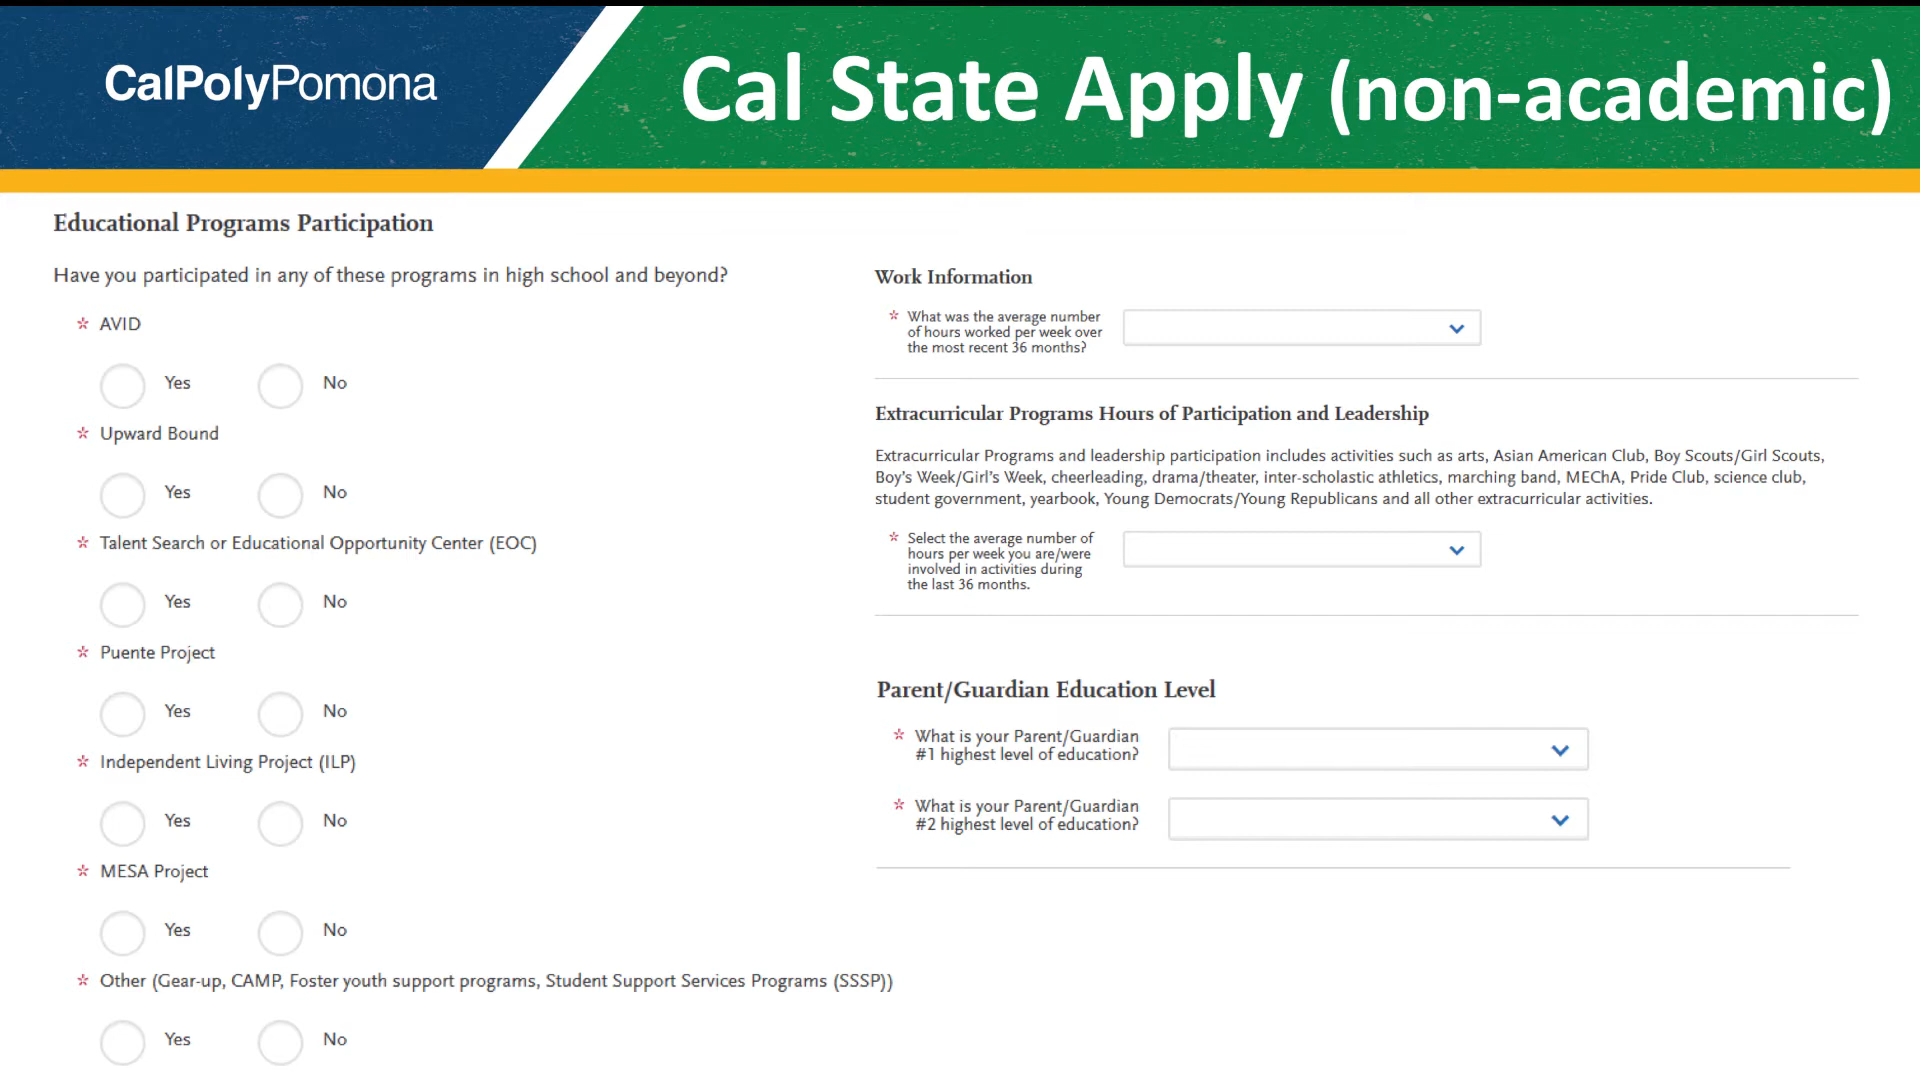 CalPolyPomona
Cal State Apply (non-academic)
Educational Programs Participation
Have you participated in any of these programs in high school and beyond?
* AVID
Yes No
* Upward Bound
Yes No
* Talent Search or Educational Opportunity Center (EOC)
Yes No
* Puente Project
Yes No
* Independent Living Project (ILP)
Yes No
* MESA Project
Yes No
* Other (Gear-up, CAMP, Foster youth support programs, Student Support Services Programs (SSSP))
Yes No
Work Information
* What was the average number
of hours worked per week over
the most recent 36 months?
Extracurricular Programs Hours of Participation and Leadership
Extracurricular Programs and leadership participation includes activities such as arts, Asian American Club, Boy Scouts/Girl Scouts,
Boy's Week/Girl's Week, cheerleading, drama/theater, inter-scholastic athletics, marching band, MEChA, Pride Club, science club,
student government, yearbook, Young Democrats/Young Republicans and all other extracurricular activities.
* Select the average number of
hours per week you are/were
involved in activities during
the last 36 months.
Parent/Guardian Education Level
* What is your Parent/Guardian
#1 highest level of education?
* What is your Parent/Guardian
#2 highest level of education?